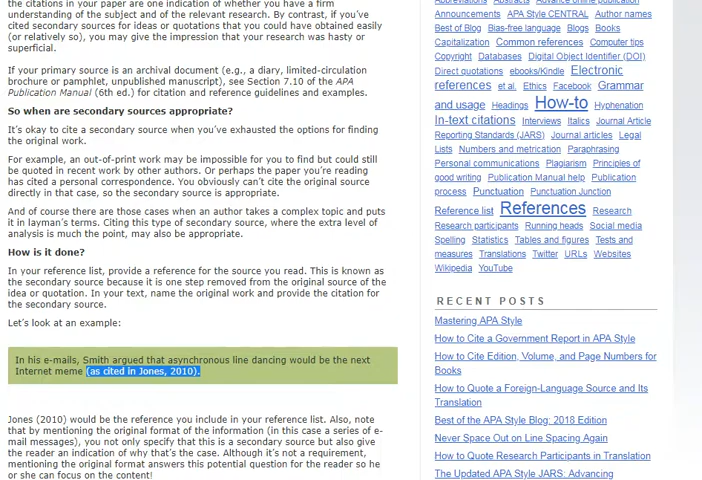 the citations in your paper are one indication of whether you have a firm
understanding of the subject and of the relevant research. By contrast, if you've
cited secondary sources for ideas or quotations that you could have obtained easily
(or relatively so), you may give the impression that your research was hasty or
superficial.
If your primary source is an archival document (e.g., a diary, limited-circulation
brochure or pamphlet, unpublished manuscript), see Section 7.10 of the APA
Publication Manual (6th ed.) for citation and reference guidelines and examples.
So when are secondary sources appropriate?
It's okay to cite a secondary source when you've exhausted the options for finding
the original work.
For example, an out-of-print work may be impossible for you to find but could still
be quoted in recent work by other authors. Or perhaps the paper you're reading
has cited a personal correspondence. You obviously can't cite the original source
directly in that case, so the secondary source is appropriate.
And of course there are those cases when an author takes a complex topic and puts
it in layman's terms. Citing this type of secondary source, where the extra level of
analysis is much the point, may also be appropriate.
How is it done?
In your reference list, provide a reference for the source you read. This is known as
the secondary source because it is one step removed from the original source of the
idea or quotation. In your text, name the original work and provide the citation for
the secondary source.
Let's look at an example:
In his e-mails, Smith argued that asynchronous line dancing would be the next
Internet meme (as cited in Jones, 2010).
Jones (2010) would be the reference you include in your reference list. Also, note
that by mentioning the original format of the information (in this case a series of e-
mail messages), you not only specify that this is a secondary source but also give
the reader an indication of why that's the case. Although it's not a requirement,
mentioning the original format answers this potential question for the reader so he
or she can focus on the content!
Abbreviations Abstracts Advance online publication
Announcements APA Style CENTRAL Author names
Best of Blog Bias-free language Blogs Books
Capitalization Common references Computer tips
Copyright Databases Digital Object Identifier (DOI)
Direct quotations ebooks/Kindle Electronic
references et al. Ethics Facebook Grammar
and usage Headings How-to Hyphenation
In-text citations Interviews Italics Journal Article
Reporting Standards (JARS) Journal articles Legal
Lists Numbers and metrication Paraphrasing
Personal communications Plagiarism Principles of
good writing Publication Manual help Publication
process Punctuation Punctuation Junction
Reference list References Research
Research participants Running heads Social media
Spelling Statistics Tables and figures Tests and
measures Translations Twitter URLs Websites
Wikipedia YouTube
RECENT POSTS
Mastering APA Style
How to Cite a Government Report in APA Style
How to Cite Edition, Volume, and Page Numbers for
Books
How to Quote a Foreign-Language Source and Its
Translation
Best of the APA Style Blog: 2018 Edition
Never Space Out on Line Spacing Again
How to Quote Research Participants in Translation
The Updated APA Style JARS: Advancing